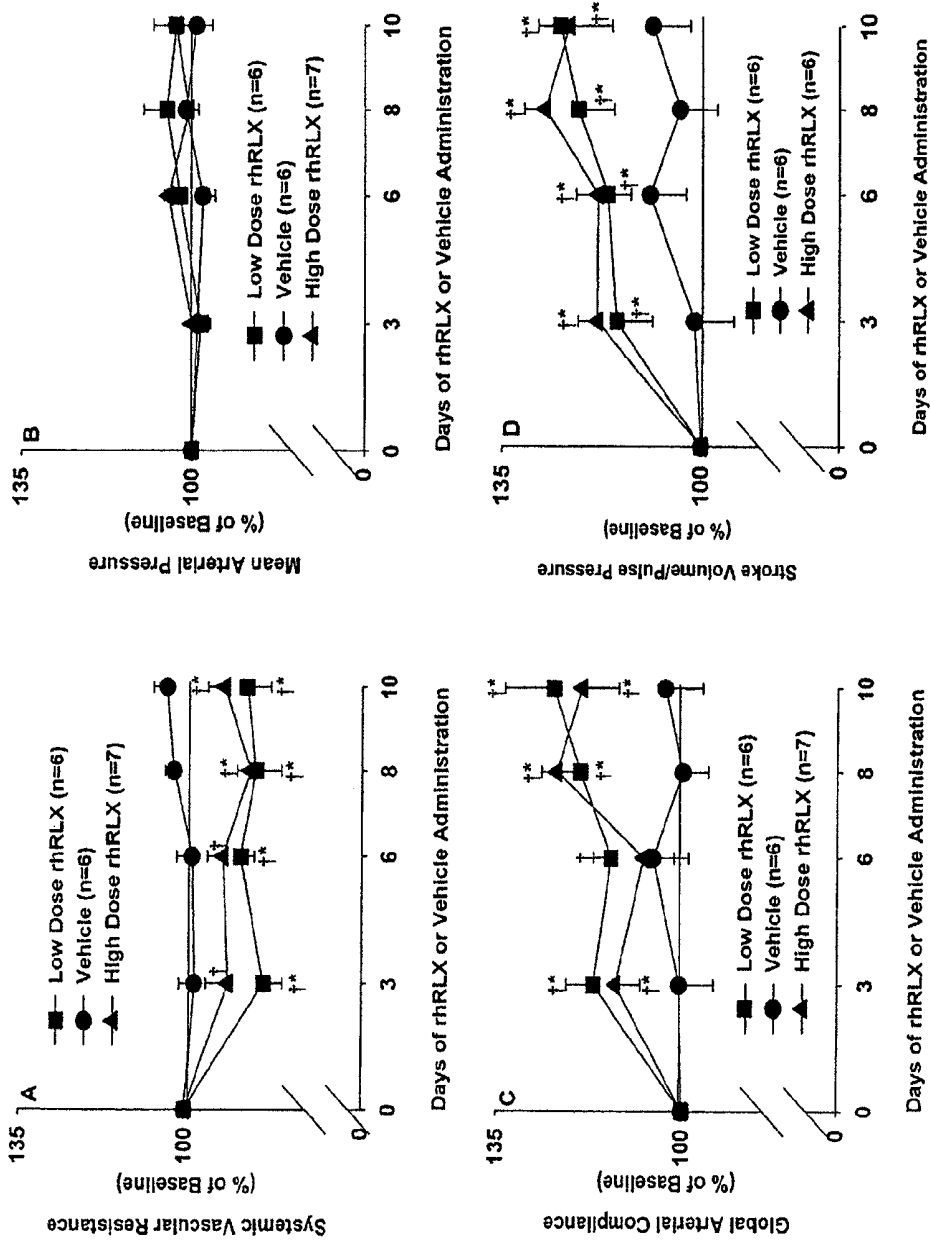 A
Systemic Vascular Resistance
(% of Baseline)
135
100
0
Low Dose rhRLX (n=6)
Vehicle (n=6)
High Dose rhRLX (n=7)
†*
†
†
†*
†*
†*
†*
†*
0
3
6
8
10
Days of rhRLX or Vehicle Administration
B
Mean Arterial Pressure
(% of Baseline)
135
100
0
Low Dose rhRLX (n=6)
Vehicle (n=6)
High Dose rhRLX (n=7)
0
3
6
8
10
Days of rhRLX or Vehicle Administration
C
Global Arterial Compliance
(% of Baseline)
135
100
0
†*
†*
†*
†*
†*
†*
Low Dose rhRLX (n=6)
Vehicle (n=6)
High Dose rhRLX (n=7)
0
3
6
8
10
Days of rhRLX or Vehicle Administration
D
Stroke Volume/Pulse Pressure
(% of Baseline)
135
100
0
†*
†*
†*
†*
†*
†*
†*
†*
Low Dose rhRLX (n=6)
Vehicle (n=6)
High Dose rhRLX (n=6)
0
3
6
8
10
Days of rhRLX or Vehicle Administration